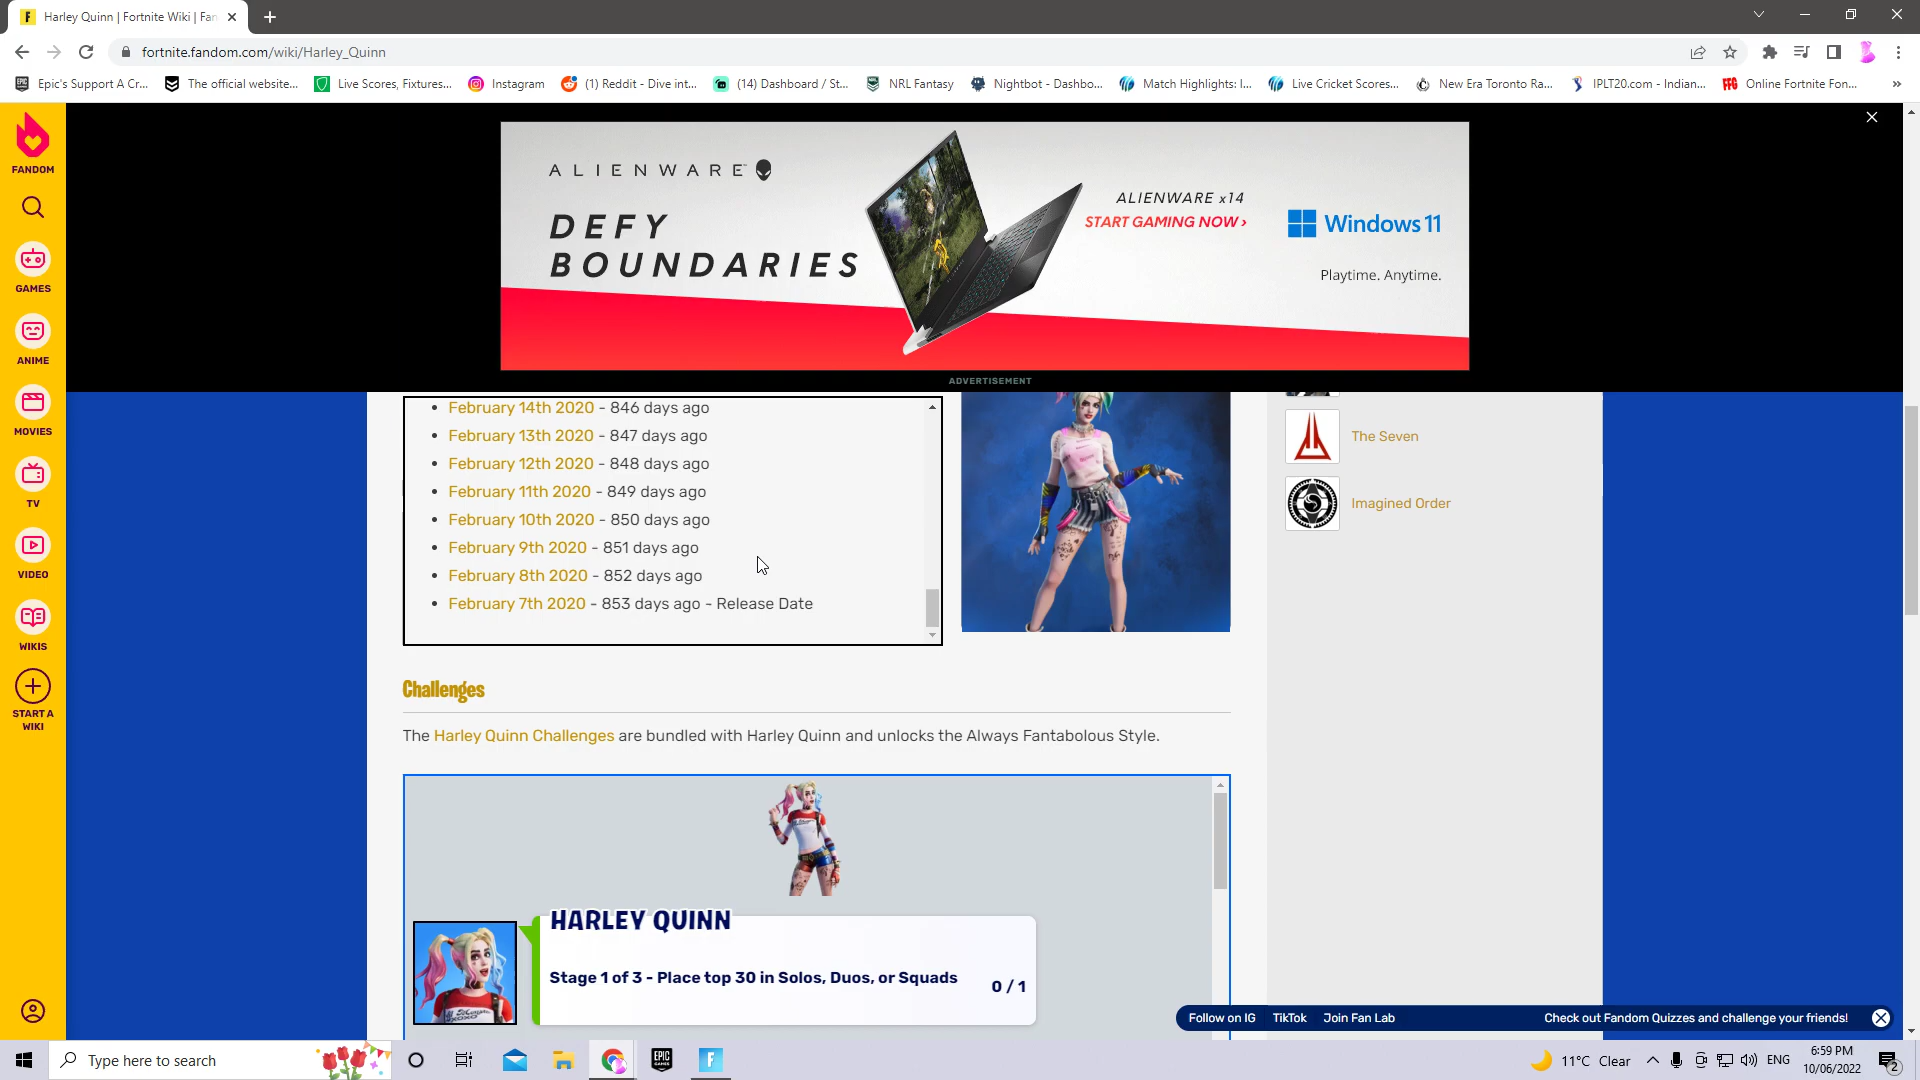 Harley Quinn | Fortnite Wiki | Fan
fortnite.fandom.com/wiki/Harley_Quinn
Epic's Support A Cr...
The official website...
Live Scores, Fixtures...
Instagram
(1) Reddit - Dive int...
(14) Dashboard / St...
NRL Fantasy
Nightbot - Dashbo...
Match Highlights: I...
Live Cricket Scores...
New Era Toronto Ra...
IPLT20.com - Indian...
Online Fortnite Fon...
FANDOM
GAMES
ANIME
MOVIES
TV
VIDEO
WIKIS
START A
WIKI
ALIENWARE
DEFY
BOUNDARIES
ALIENWARE x14
START GAMING NOW ›
Windows 11
Playtime. Anytime.
ADVERTISEMENT
February 14th 2020 - 846 days ago
February 13th 2020 - 847 days ago
February 12th 2020 - 848 days ago
February 11th 2020 - 849 days ago
February 10th 2020 - 850 days ago
February 9th 2020 - 851 days ago
February 8th 2020 - 852 days ago
February 7th 2020 - 853 days ago - Release Date
The Seven
Imagined Order
Challenges
The Harley Quinn Challenges are bundled with Harley Quinn and unlocks the Always Fantabolous Style.
HARLEY QUINN
Stage 1 of 3 - Place top 30 in Solos, Duos, or Squads
0 / 1
Follow on IG
TikTok
Join Fan Lab
Check out Fandom Quizzes and challenge your friends!
Type here to search
EPIC
GAMES
11°C Clear
ENG
6:59 PM
10/06/2022
2